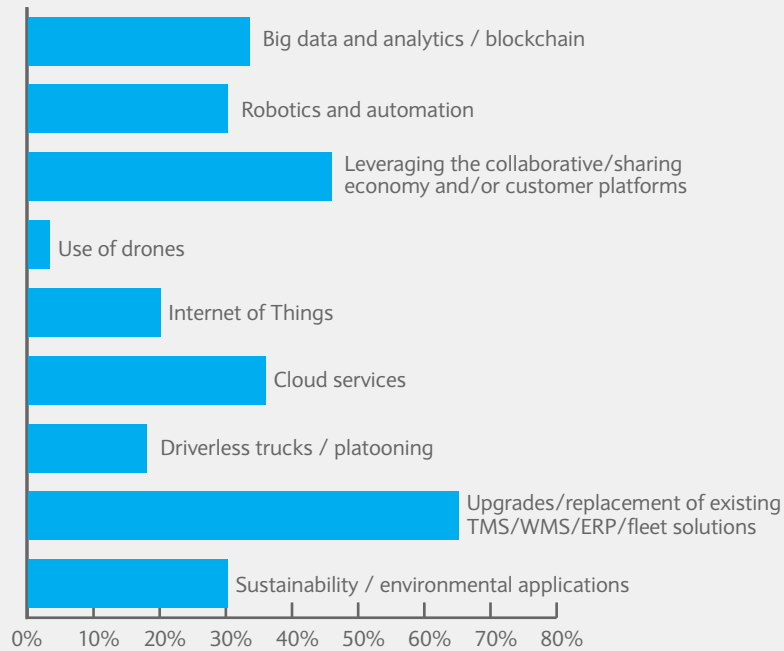 Big data and analytics / blockchain
Robotics and automation
Leveraging the collaborative/sharing
economy and/or customer platforms
Use of drones
Internet of Things
Cloud services
Driverless trucks / platooning
Upgrades/replacement of existing
TMS/WMS/ERP/fleet solutions
Sustainability / environmental applications
0% 10% 20% 30% 40% 50% 60% 70% 80%